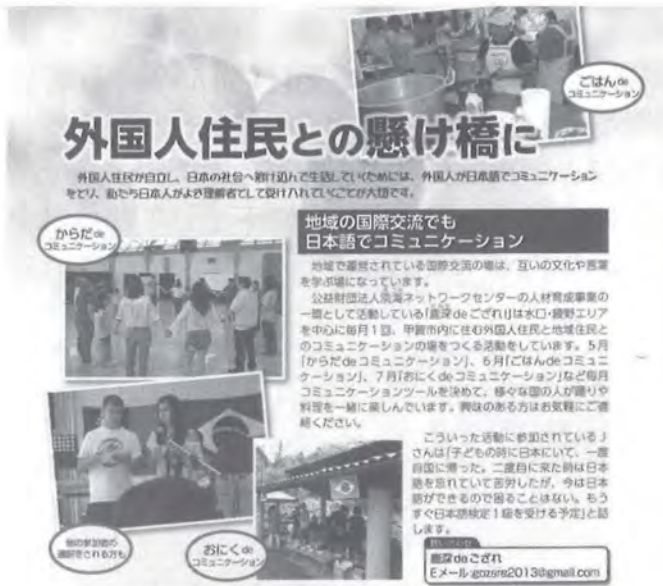 ごはんde
コミュニケーション
外国人住民との懸け橋に
外国人住民が自立し、日本の社会へ溶け込んで生活していくためには、外国人が日本語でコミュニケーション
をとり、私たち日本人がよき理解者として受け入れていくことが大切です。
からだde
コミュニケーション
地域の国際交流でも
日本語でコミュニケーション
地域で運営されている国際交流の場は、互いの文化や言葉
を学ぶ場になっています。
公益財団法人淡海ネットワークセンターの人材育成事業の
一環として活動している「鹿深deござれ!」は水口・綾野エリア
を中心に毎月1回、甲賀市内に住む外国人住民と地域住民と
のコミュニケーションの場をつくる活動をしています。5月
「からだdeコミュニケーション」、6月「ごはんdeコミュニ
ケーション」、7月「おにくdeコミュニケーション」など毎月
コミュニケーションツールを決めて、様々な国の人が踊りや
料理を一緒に楽しんでいます。興味のある方はお気軽にご連
絡ください。
こういった活動に参加されているJ
さんは「子どもの時に日本にいて、一度
自国に帰った。二度目に来た時は日本
語を忘れていて苦労したが、今は日本
語ができるので困ることはない。もう
すぐ日本語検定1級を受ける予定」と話
します。
他の参加者の
通訳をされる方も
おにくde
コミュニケーション
問い合わせ
鹿深deござれ
Eメール:gozare2013@gmail.com